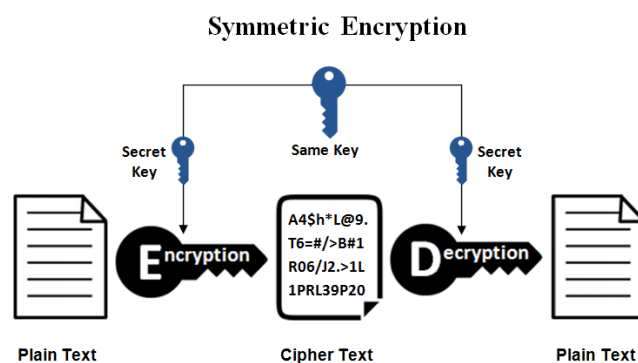 Symmetric Encryption
Secret
Key
Same Key
Secret
Key
A4$h*L@9.
T6=#/>B#1
R06/J2.>1L
1PRL39P20
Encryption
Decryption
Plain Text
Cipher Text
Plain Text